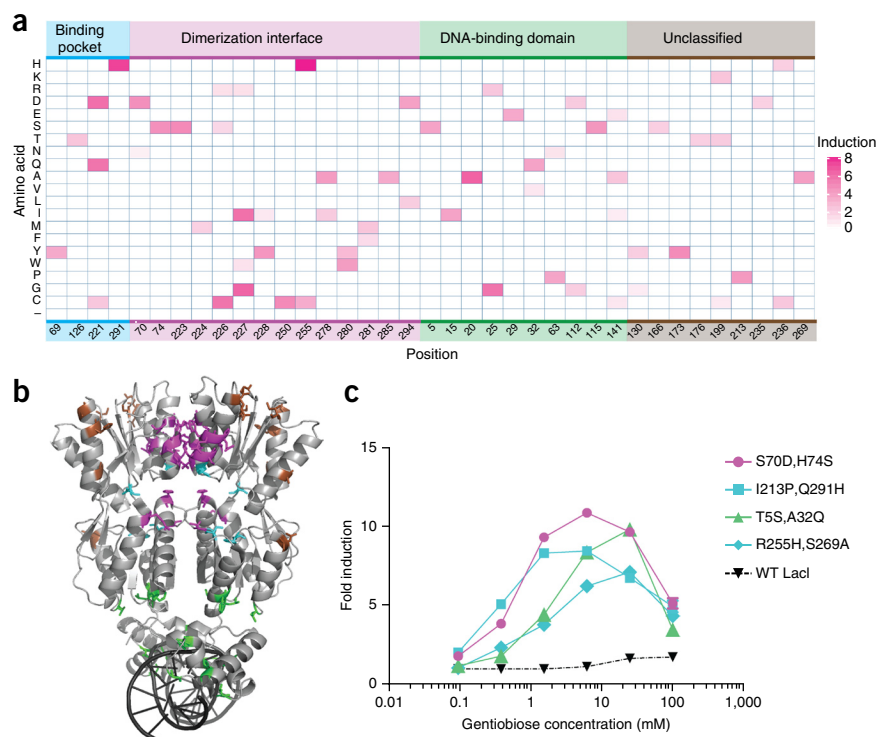 a
Binding pocket
Dimerization interface
DNA-binding domain
Unclassified
Amino acid
H
K
R
D
E
S
T
N
Q
A
V
L
I
M
F
Y
W
P
G
C
–
Induction
8
6
4
2
0
69 126 221 291 70 74 223 224 226 227 228 250 255 278 280 281 285 294 5 15 20 25 29 32 63 112 115 141 130 166 173 176 199 213 235 236 269
Position
b
c
Fold induction
15
10
5
0
0.01 0.1 1 10 100 1,000
Gentiobiose concentration (mM)
S70D,H74S
I213P,Q291H
T5S,A32Q
R255H,S269A
WT LacI